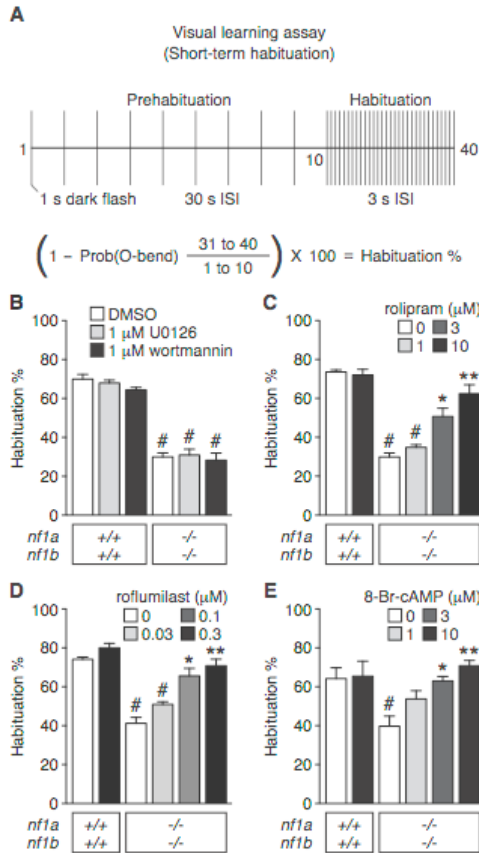 A
Visual learning assay
(Short-term habituation)
Prehabituation Habituation
1 10 40
1 s dark flash 30 s ISI 3 s ISI
( 1 – Prob(O-bend) 31 to 40 / 1 to 10 ) X 100 = Habituation %
B
DMSO
1 μM U0126
1 μM wortmannin
100
80
60
40
20
0
Habituation %
# # #
nf1a +/+ -/-
nf1b +/+ -/-
C
rolipram (μM)
0 3
1 10
100
80
60
40
20
0
Habituation %
# # * **
nf1a +/+ -/-
nf1b +/+ -/-
D
roflumilast (μM)
0 0.1
0.03 0.3
100
80
60
40
20
0
Habituation %
# # * **
nf1a +/+ -/-
nf1b +/+ -/-
E
8-Br-cAMP (μM)
0 3
1 10
100
80
60
40
20
0
Habituation %
# * **
nf1a +/+ -/-
nf1b +/+ -/-